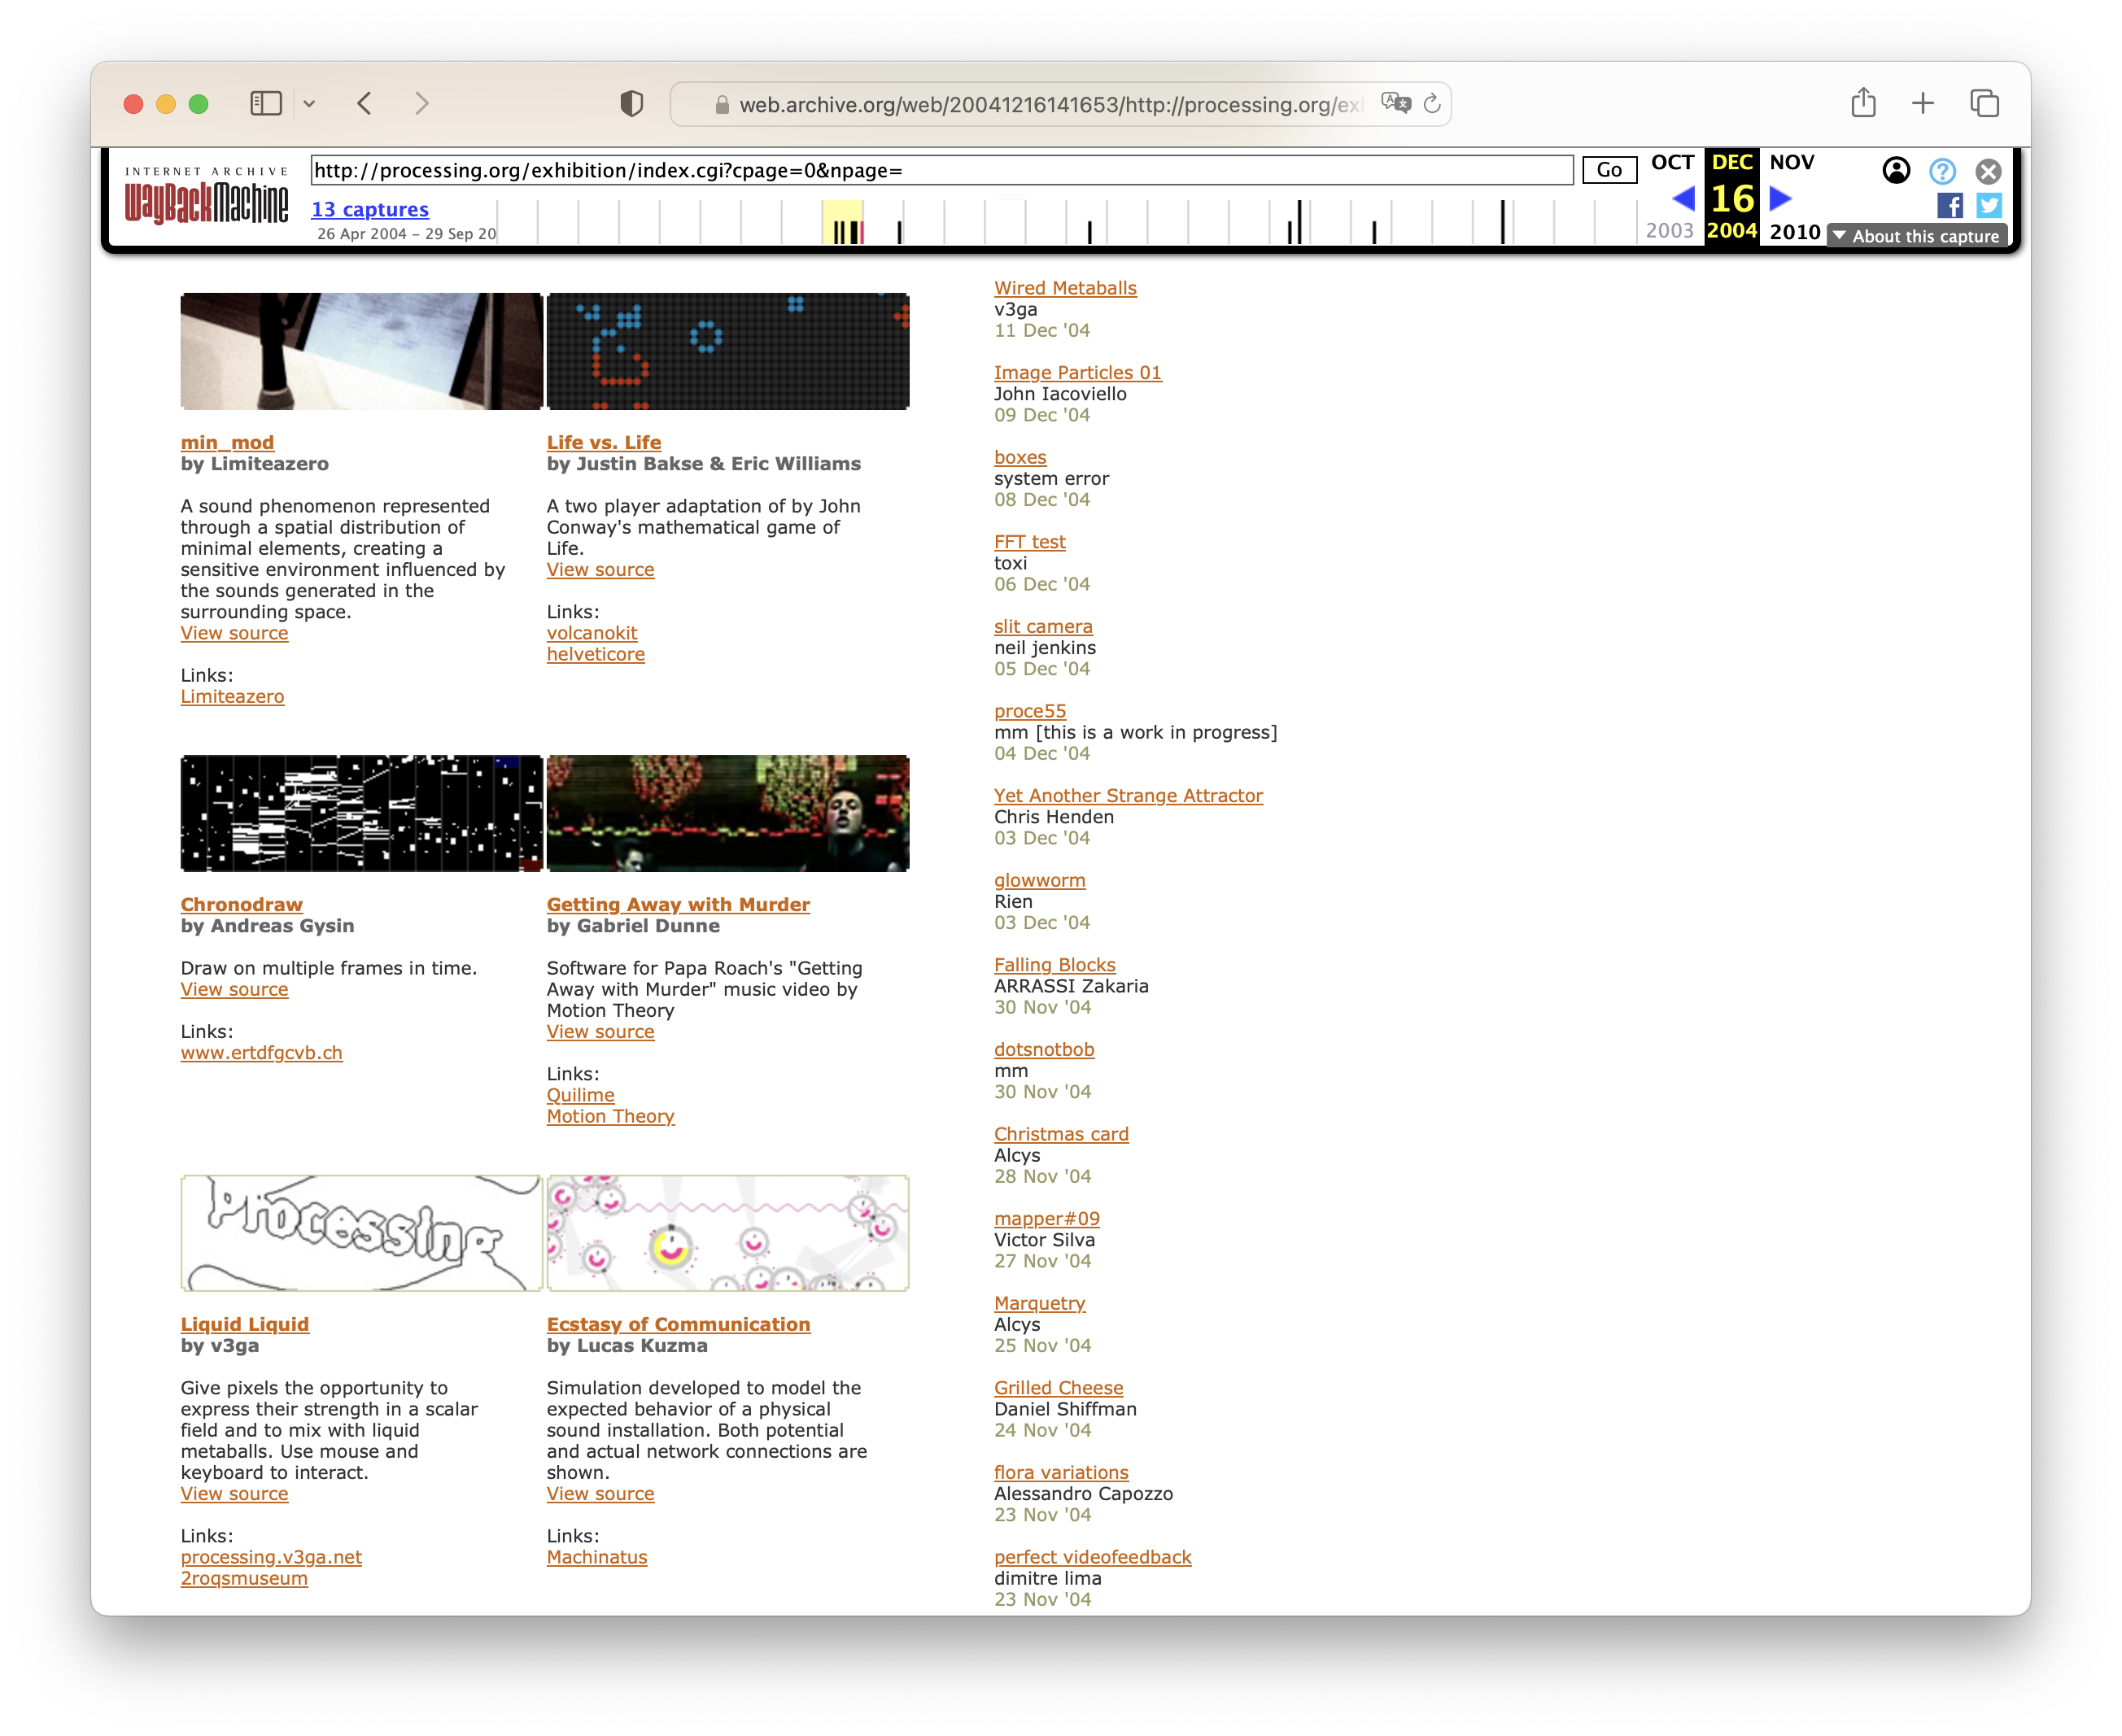 web.archive.org/web/20041216141653/http://processing.org/ex
INTERNET ARCHIVE
WayBackMachine
http://processing.org/exhibition/index.cgi?cpage=0&npage=
Go
13 captures
26 Apr 2004 – 29 Sep 20
OCT DEC NOV
16
2003 2004 2010
About this capture
min_mod
by Limiteazero
A sound phenomenon represented
through a spatial distribution of
minimal elements, creating a
sensitive environment influenced by
the sounds generated in the
surrounding space.
View source
Links:
Limiteazero
Life vs. Life
by Justin Bakse & Eric Williams
A two player adaptation of by John
Conway's mathematical game of
Life.
View source
Links:
volcanokit
helveticore
Chronodraw
by Andreas Gysin
Draw on multiple frames in time.
View source
Links:
www.ertdfgcvb.ch
Getting Away with Murder
by Gabriel Dunne
Software for Papa Roach's "Getting
Away with Murder" music video by
Motion Theory
View source
Links:
Quilime
Motion Theory
Processing
Liquid Liquid
by v3ga
Give pixels the opportunity to
express their strength in a scalar
field and to mix with liquid
metaballs. Use mouse and
keyboard to interact.
View source
Links:
processing.v3ga.net
2roqsmuseum
Ecstasy of Communication
by Lucas Kuzma
Simulation developed to model the
expected behavior of a physical
sound installation. Both potential
and actual network connections are
shown.
View source
Links:
Machinatus
Wired Metaballs
v3ga
11 Dec '04
Image Particles 01
John Iacoviello
09 Dec '04
boxes
system error
08 Dec '04
FFT test
toxi
06 Dec '04
slit camera
neil jenkins
05 Dec '04
proce55
mm [this is a work in progress]
04 Dec '04
Yet Another Strange Attractor
Chris Henden
03 Dec '04
glowworm
Rien
03 Dec '04
Falling Blocks
ARRASSI Zakaria
30 Nov '04
dotsnotbob
mm
30 Nov '04
Christmas card
Alcys
28 Nov '04
mapper#09
Victor Silva
27 Nov '04
Marquetry
Alcys
25 Nov '04
Grilled Cheese
Daniel Shiffman
24 Nov '04
flora variations
Alessandro Capozzo
23 Nov '04
perfect videofeedback
dimitre lima
23 Nov '04